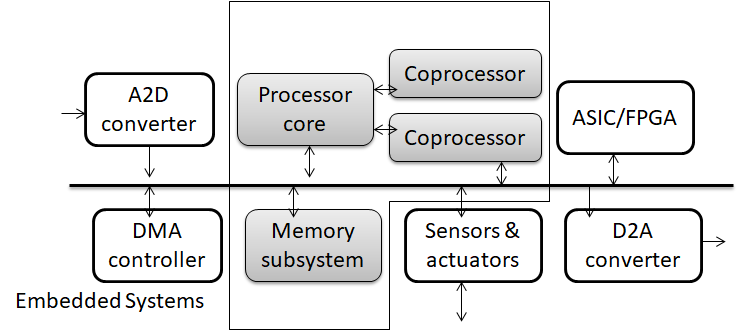 A2D
converter
Processor
core
Coprocessor
Coprocessor
ASIC/FPGA
DMA
controller
Memory
subsystem
Sensors &
actuators
D2A
converter
Embedded Systems